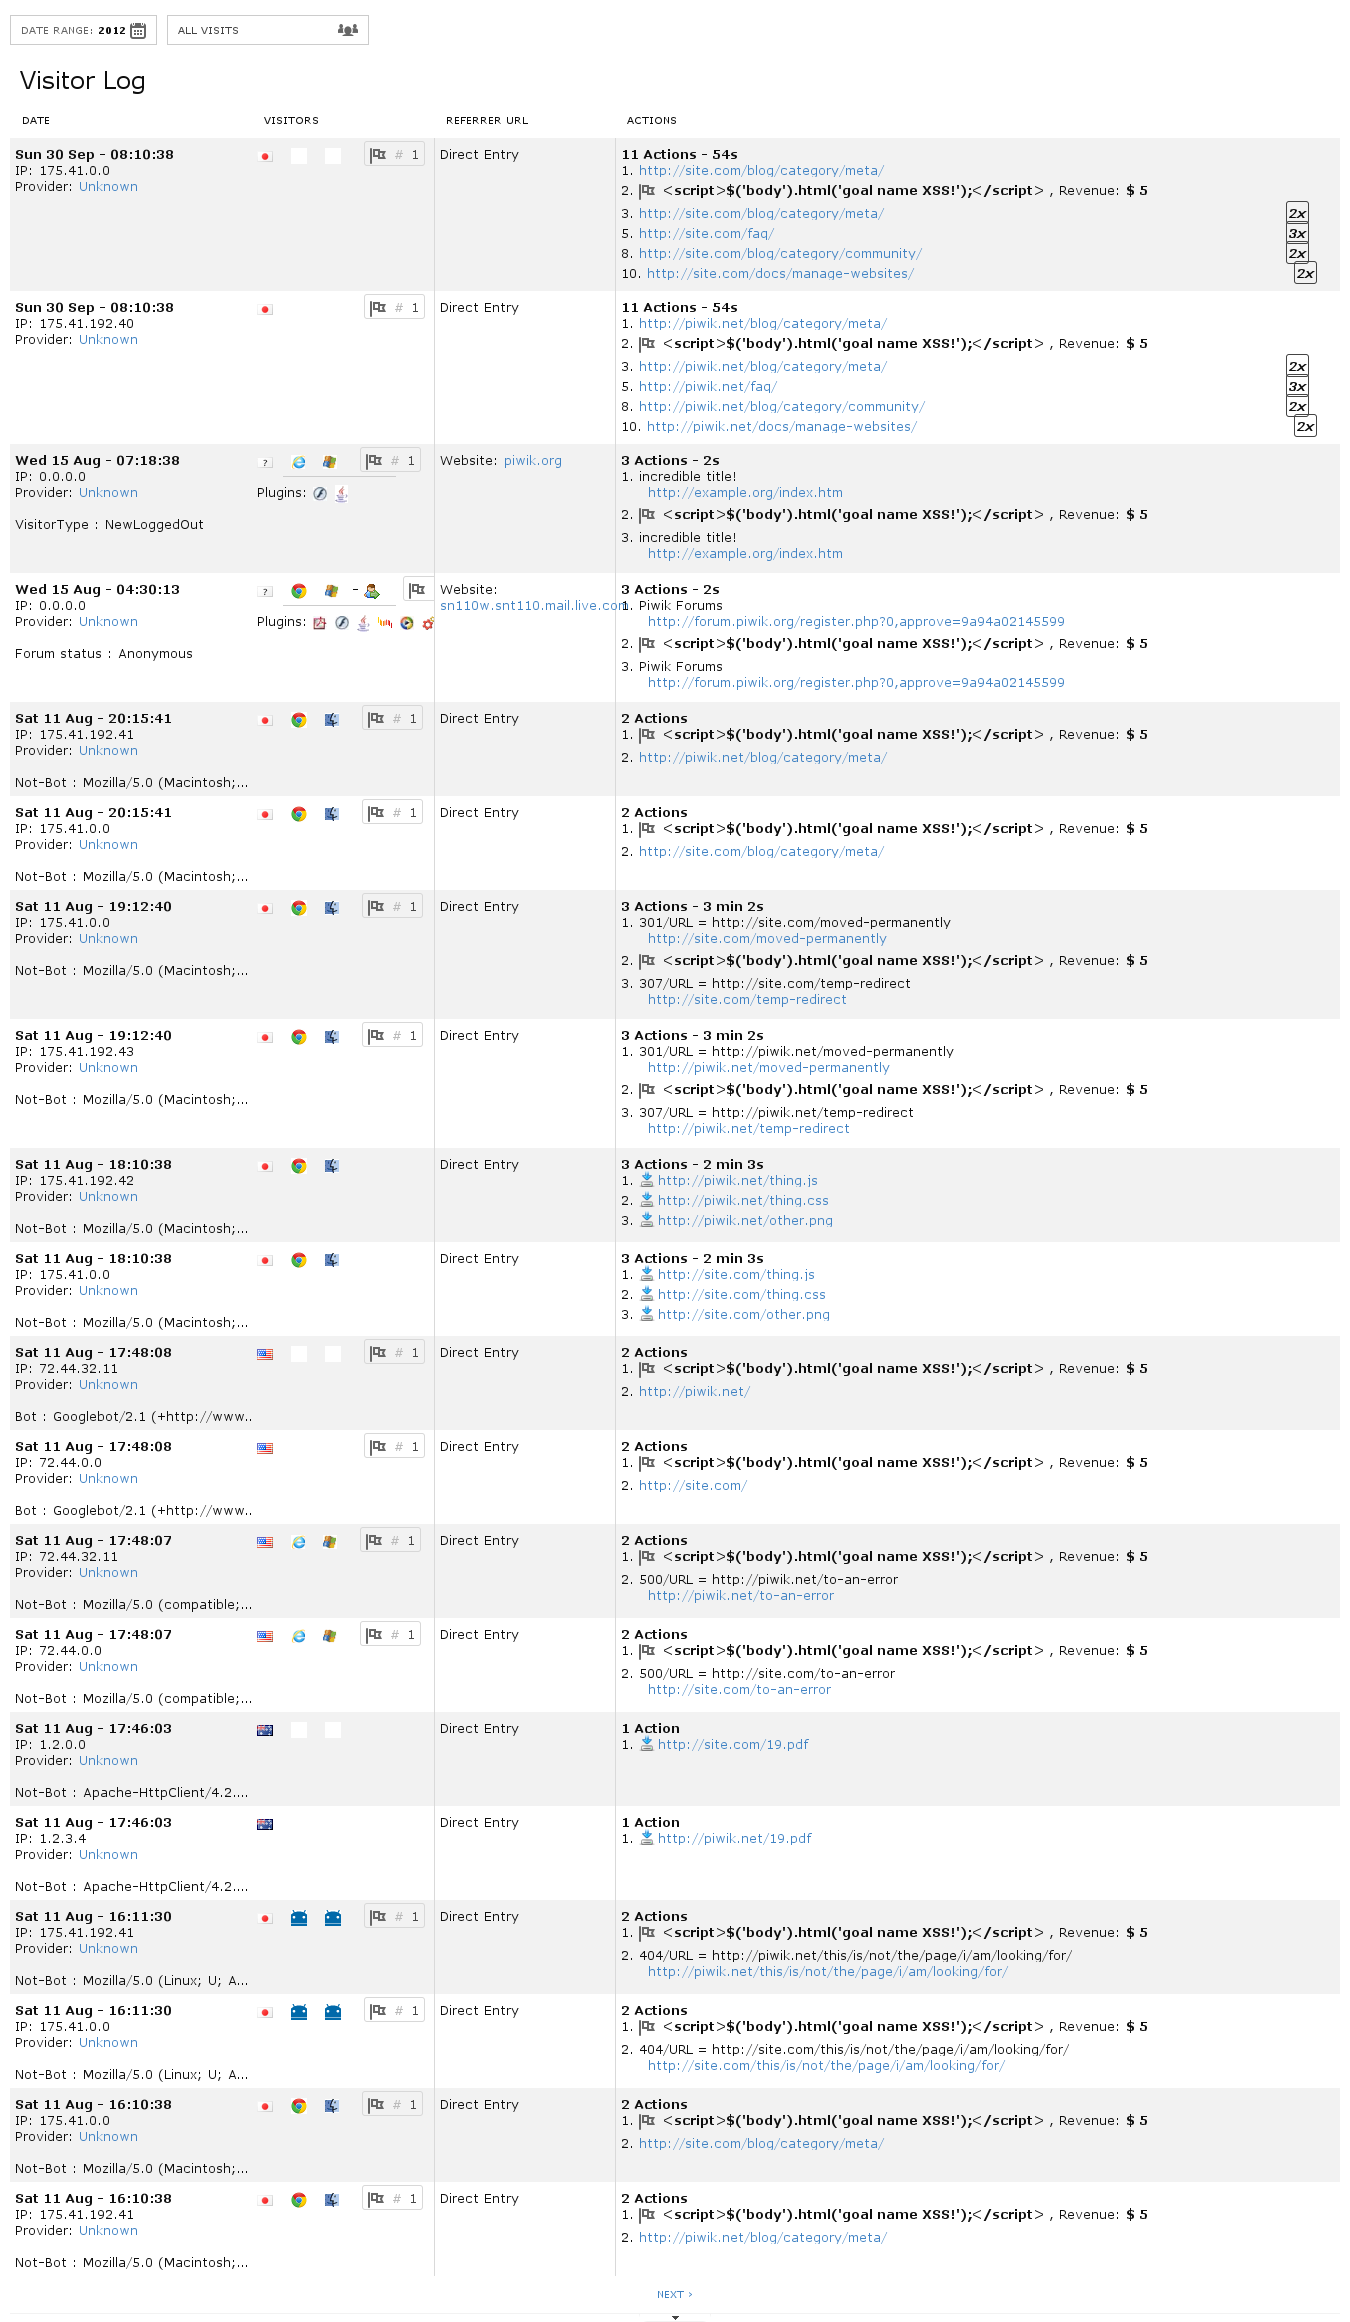 DATE RANGE: 2012
ALL VISITS
Visitor Log
DATE VISITORS REFERRER URL ACTIONS
Sun 30 Sep - 08:10:38 # 1 Direct Entry 11 Actions - 54s
IP: 175.41.0.0 1. http://site.com/blog/category/meta/
Provider: Unknown 2. <script>$('body').html('goal name XSS!');</script> , Revenue: $ 5
3. http://site.com/blog/category/meta/ 2x
5. http://site.com/faq/ 3x
8. http://site.com/blog/category/community/ 2x
10. http://site.com/docs/manage-websites/ 2x
Sun 30 Sep - 08:10:38 # 1 Direct Entry 11 Actions - 54s
IP: 175.41.192.40 1. http://piwik.net/blog/category/meta/
Provider: Unknown 2. <script>$('body').html('goal name XSS!');</script> , Revenue: $ 5
3. http://piwik.net/blog/category/meta/ 2x
5. http://piwik.net/faq/ 3x
8. http://piwik.net/blog/category/community/ 2x
10. http://piwik.net/docs/manage-websites/ 2x
Wed 15 Aug - 07:18:38 ? # 1 Website: piwik.org 3 Actions - 2s
IP: 0.0.0.0 1. incredible title!
Provider: Unknown Plugins: http://example.org/index.htm
2. <script>$('body').html('goal name XSS!');</script> , Revenue: $ 5
VisitorType : NewLoggedOut
3. incredible title!
http://example.org/index.htm
Wed 15 Aug - 04:30:13 ? - Website: 3 Actions - 2s
IP: 0.0.0.0 sn110w.snt110.mail.live.com 1. Piwik Forums
Provider: Unknown Plugins: http://forum.piwik.org/register.php?0,approve=9a94a02145599
2. <script>$('body').html('goal name XSS!');</script> , Revenue: $ 5
Forum status : Anonymous
3. Piwik Forums
http://forum.piwik.org/register.php?0,approve=9a94a02145599
Sat 11 Aug - 20:15:41 # 1 Direct Entry 2 Actions
IP: 175.41.192.41 1. <script>$('body').html('goal name XSS!');</script> , Revenue: $ 5
Provider: Unknown 2. http://piwik.net/blog/category/meta/
Not-Bot : Mozilla/5.0 (Macintosh;...
Sat 11 Aug - 20:15:41 # 1 Direct Entry 2 Actions
IP: 175.41.0.0 1. <script>$('body').html('goal name XSS!');</script> , Revenue: $ 5
Provider: Unknown 2. http://site.com/blog/category/meta/
Not-Bot : Mozilla/5.0 (Macintosh;...
Sat 11 Aug - 19:12:40 # 1 Direct Entry 3 Actions - 3 min 2s
IP: 175.41.0.0 1. 301/URL = http://site.com/moved-permanently
Provider: Unknown http://site.com/moved-permanently
2. <script>$('body').html('goal name XSS!');</script> , Revenue: $ 5
Not-Bot : Mozilla/5.0 (Macintosh;...
3. 307/URL = http://site.com/temp-redirect
http://site.com/temp-redirect
Sat 11 Aug - 19:12:40 # 1 Direct Entry 3 Actions - 3 min 2s
IP: 175.41.192.43 1. 301/URL = http://piwik.net/moved-permanently
Provider: Unknown http://piwik.net/moved-permanently
2. <script>$('body').html('goal name XSS!');</script> , Revenue: $ 5
Not-Bot : Mozilla/5.0 (Macintosh;...
3. 307/URL = http://piwik.net/temp-redirect
http://piwik.net/temp-redirect
Sat 11 Aug - 18:10:38 Direct Entry 3 Actions - 2 min 3s
IP: 175.41.192.42 1. http://piwik.net/thing.js
Provider: Unknown 2. http://piwik.net/thing.css
3. http://piwik.net/other.png
Not-Bot : Mozilla/5.0 (Macintosh;...
Sat 11 Aug - 18:10:38 Direct Entry 3 Actions - 2 min 3s
IP: 175.41.0.0 1. http://site.com/thing.js
Provider: Unknown 2. http://site.com/thing.css
3. http://site.com/other.png
Not-Bot : Mozilla/5.0 (Macintosh;...
Sat 11 Aug - 17:48:08 # 1 Direct Entry 2 Actions
IP: 72.44.32.11 1. <script>$('body').html('goal name XSS!');</script> , Revenue: $ 5
Provider: Unknown 2. http://piwik.net/
Bot : Googlebot/2.1 (+http://www..
Sat 11 Aug - 17:48:08 # 1 Direct Entry 2 Actions
IP: 72.44.0.0 1. <script>$('body').html('goal name XSS!');</script> , Revenue: $ 5
Provider: Unknown 2. http://site.com/
Bot : Googlebot/2.1 (+http://www..
Sat 11 Aug - 17:48:07 # 1 Direct Entry 2 Actions
IP: 72.44.32.11 1. <script>$('body').html('goal name XSS!');</script> , Revenue: $ 5
Provider: Unknown 2. 500/URL = http://piwik.net/to-an-error
http://piwik.net/to-an-error
Not-Bot : Mozilla/5.0 (compatible;...
Sat 11 Aug - 17:48:07 # 1 Direct Entry 2 Actions
IP: 72.44.0.0 1. <script>$('body').html('goal name XSS!');</script> , Revenue: $ 5
Provider: Unknown 2. 500/URL = http://site.com/to-an-error
http://site.com/to-an-error
Not-Bot : Mozilla/5.0 (compatible;...
Sat 11 Aug - 17:46:03 Direct Entry 1 Action
IP: 1.2.0.0 1. http://site.com/19.pdf
Provider: Unknown
Not-Bot : Apache-HttpClient/4.2....
Sat 11 Aug - 17:46:03 Direct Entry 1 Action
IP: 1.2.3.4 1. http://piwik.net/19.pdf
Provider: Unknown
Not-Bot : Apache-HttpClient/4.2....
Sat 11 Aug - 16:11:30 # 1 Direct Entry 2 Actions
IP: 175.41.192.41 1. <script>$('body').html('goal name XSS!');</script> , Revenue: $ 5
Provider: Unknown 2. 404/URL = http://piwik.net/this/is/not/the/page/i/am/looking/for/
http://piwik.net/this/is/not/the/page/i/am/looking/for/
Not-Bot : Mozilla/5.0 (Linux; U; A...
Sat 11 Aug - 16:11:30 # 1 Direct Entry 2 Actions
IP: 175.41.0.0 1. <script>$('body').html('goal name XSS!');</script> , Revenue: $ 5
Provider: Unknown 2. 404/URL = http://site.com/this/is/not/the/page/i/am/looking/for/
http://site.com/this/is/not/the/page/i/am/looking/for/
Not-Bot : Mozilla/5.0 (Linux; U; A...
Sat 11 Aug - 16:10:38 # 1 Direct Entry 2 Actions
IP: 175.41.0.0 1. <script>$('body').html('goal name XSS!');</script> , Revenue: $ 5
Provider: Unknown 2. http://site.com/blog/category/meta/
Not-Bot : Mozilla/5.0 (Macintosh;...
Sat 11 Aug - 16:10:38 # 1 Direct Entry 2 Actions
IP: 175.41.192.41 1. <script>$('body').html('goal name XSS!');</script> , Revenue: $ 5
Provider: Unknown 2. http://piwik.net/blog/category/meta/
Not-Bot : Mozilla/5.0 (Macintosh;...
NEXT ›